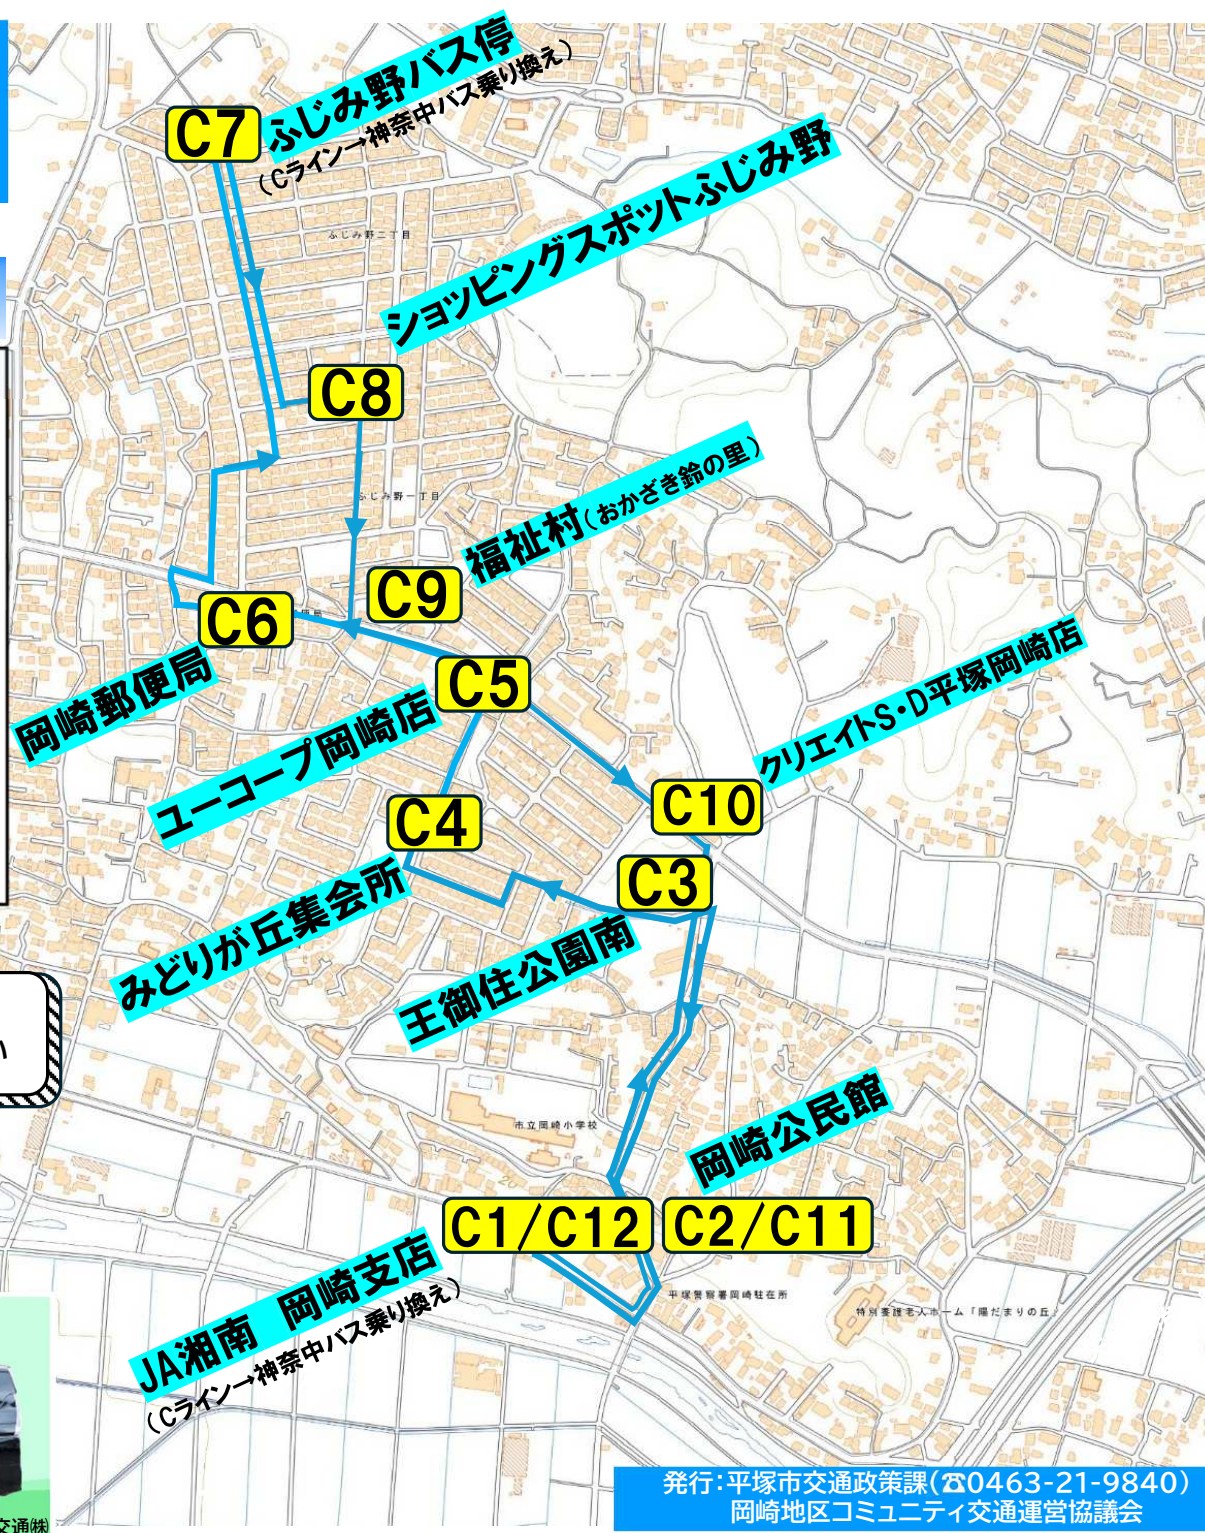 C7
ふじみ野バス停
(Cライン→神奈中バス乗り換え)
ショッピングスポットふじみ野
ふじみ野二丁目
C8
ふじみ野一丁目
福祉村(おかざき鈴の里)
C9
C6
便局
岡崎郵便局
C5
ユーコープ岡崎店
クリエイトS・D平塚岡崎店
C10
C4
C3
みどりが丘集会所
王御住公園南
い
市立岡崎小学校
岡崎公民館
20
C1/C12
C2/C11
JA湘南 岡崎支店
(Cライン→神奈中バス乗り換え)
平塚警察署岡崎駐在所
特別養護老人ホーム「陽だまりの丘」
発行:平塚市交通政策課(☎0463-21-9840)
岡崎地区コミュニティ交通運営協議会
交通㈱